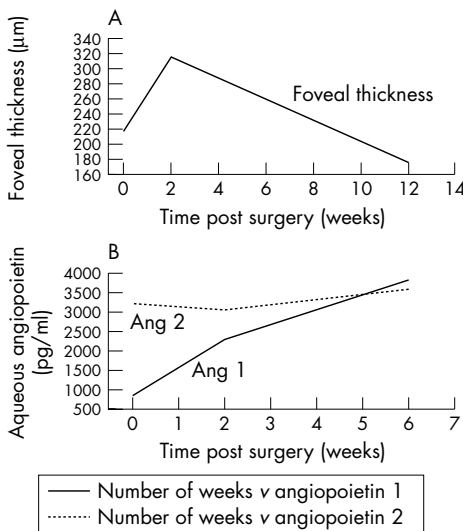 A
Foveal thickness (µm)
340
320
300
280
260
240
220
200
180
160
Foveal thickness
0 2 4 6 8 10 12 14
Time post surgery (weeks)
B
Aqueous angiopoietin
(pg/ml)
4000
3500
3000
2500
2000
1500
1000
500
Ang 2
Ang 1
0 1 2 3 4 5 6 7
Time post surgery (weeks)
Number of weeks v angiopoietin 1
Number of weeks v angiopoietin 2